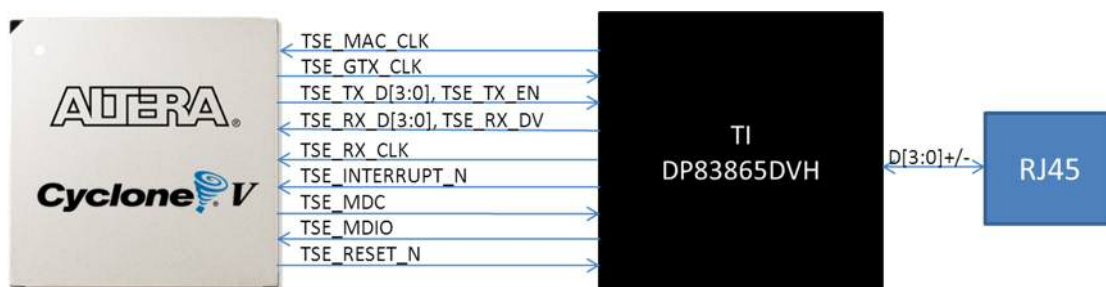 ALTERA®
Cyclone® V
TSE_MAC_CLK
TSE_GTX_CLK
TSE_TX_D[3:0], TSE_TX_EN
TSE_RX_D[3:0], TSE_RX_DV
TSE_RX_CLK
TSE_INTERRUPT_N
TSE_MDC
TSE_MDIO
TSE_RESET_N
TI
DP83865DVH
D[3:0]+/-
RJ45